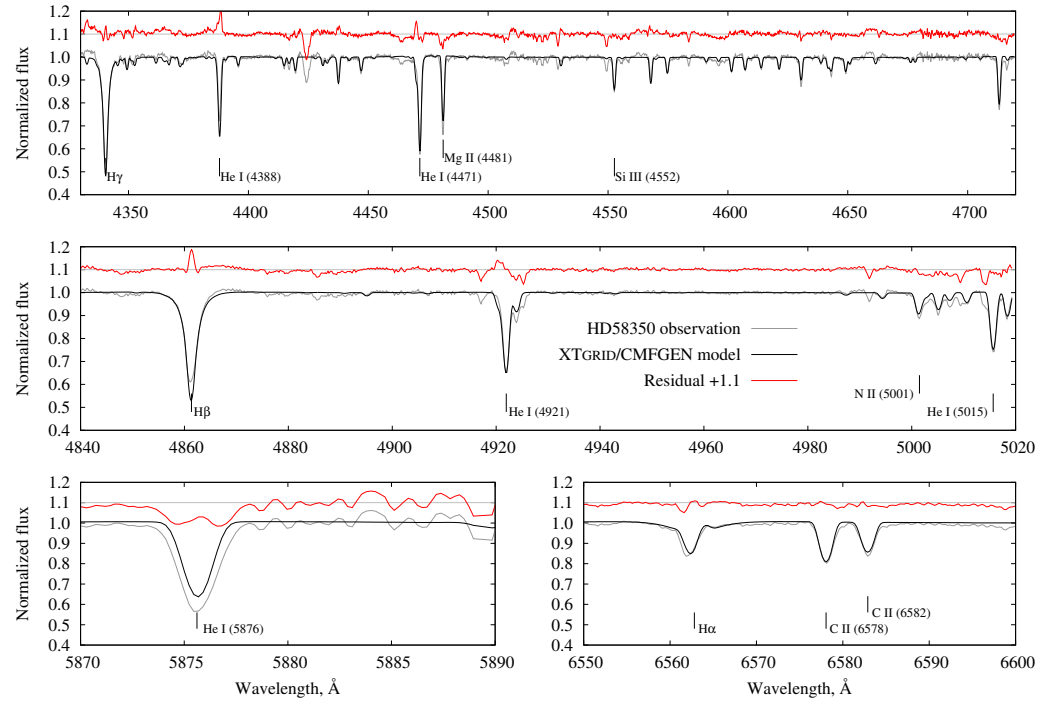 1.2
1.1
1.0
0.9
0.8
0.7
0.6
0.5
0.4
Normalized flux
Hγ
He I (4388)
He I (4471)
Mg II (4481)
Si III (4552)
4350 4400 4450 4500 4550 4600 4650 4700
1.2
1.1
1.0
0.9
0.8
0.7
0.6
0.5
0.4
Normalized flux
HD58350 observation
XTGRID/CMFGEN model
Residual +1.1
Hβ
He I (4921)
N II (5001)
He I (5015)
4840 4860 4880 4900 4920 4940 4960 4980 5000 5020
1.2
1.1
1.0
0.9
0.8
0.7
0.6
0.5
0.4
Normalized flux
He I (5876)
5870 5875 5880 5885 5890
Wavelength, Å
1.2
1.1
1.0
0.9
0.8
0.7
0.6
0.5
0.4
Normalized flux
Hα
C II (6578)
C II (6582)
6550 6560 6570 6580 6590 6600
Wavelength, Å